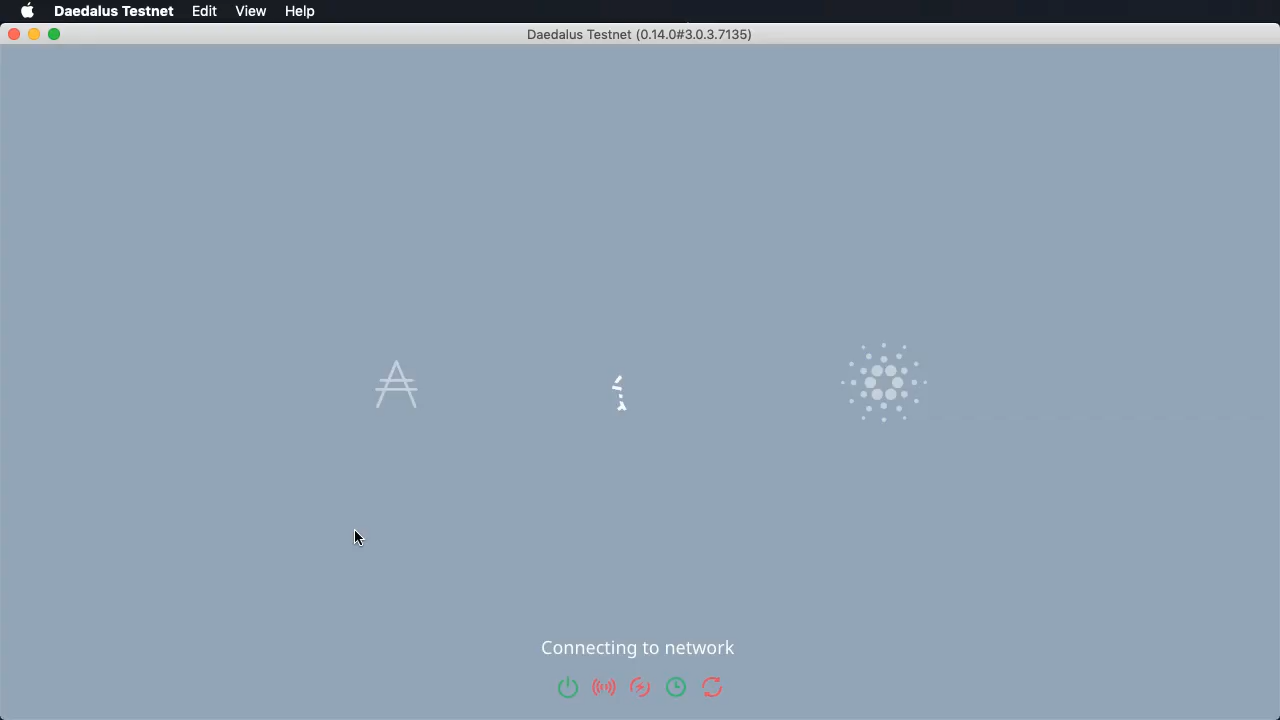 Daedalus Testnet Edit View Help
Daedalus Testnet (0.14.0#3.0.3.7135)
Connecting to network